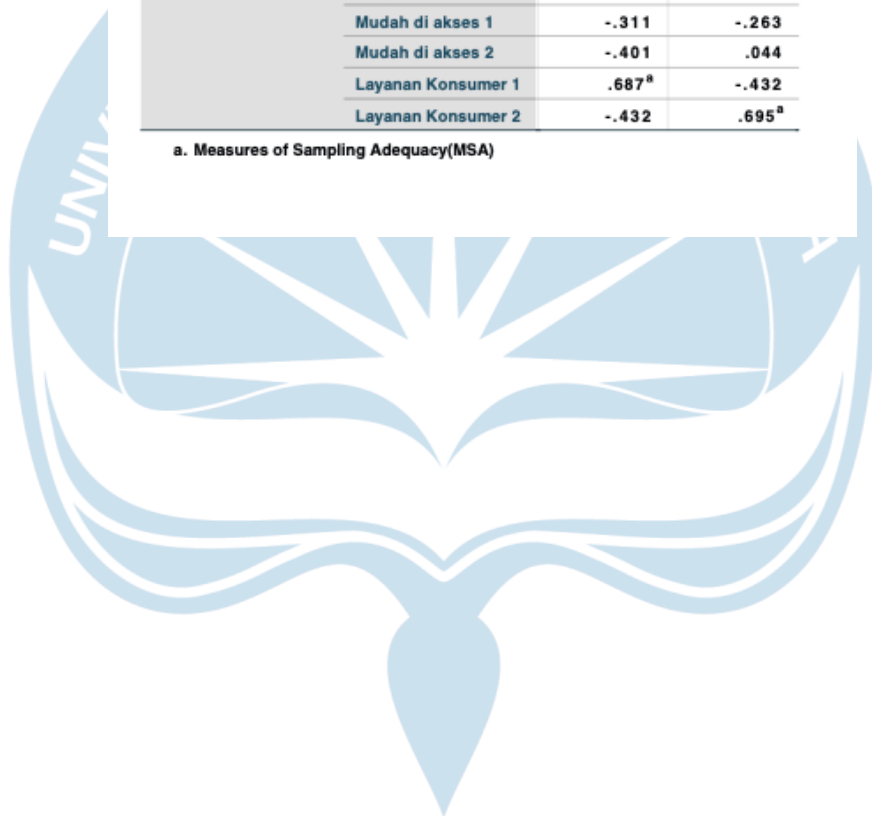 Mudah di akses 1 -.311 -.263
Mudah di akses 2 -.401 .044
Layanan Konsumer 1 .687a -.432
Layanan Konsumer 2 -.432 .695a
a. Measures of Sampling Adequacy(MSA)